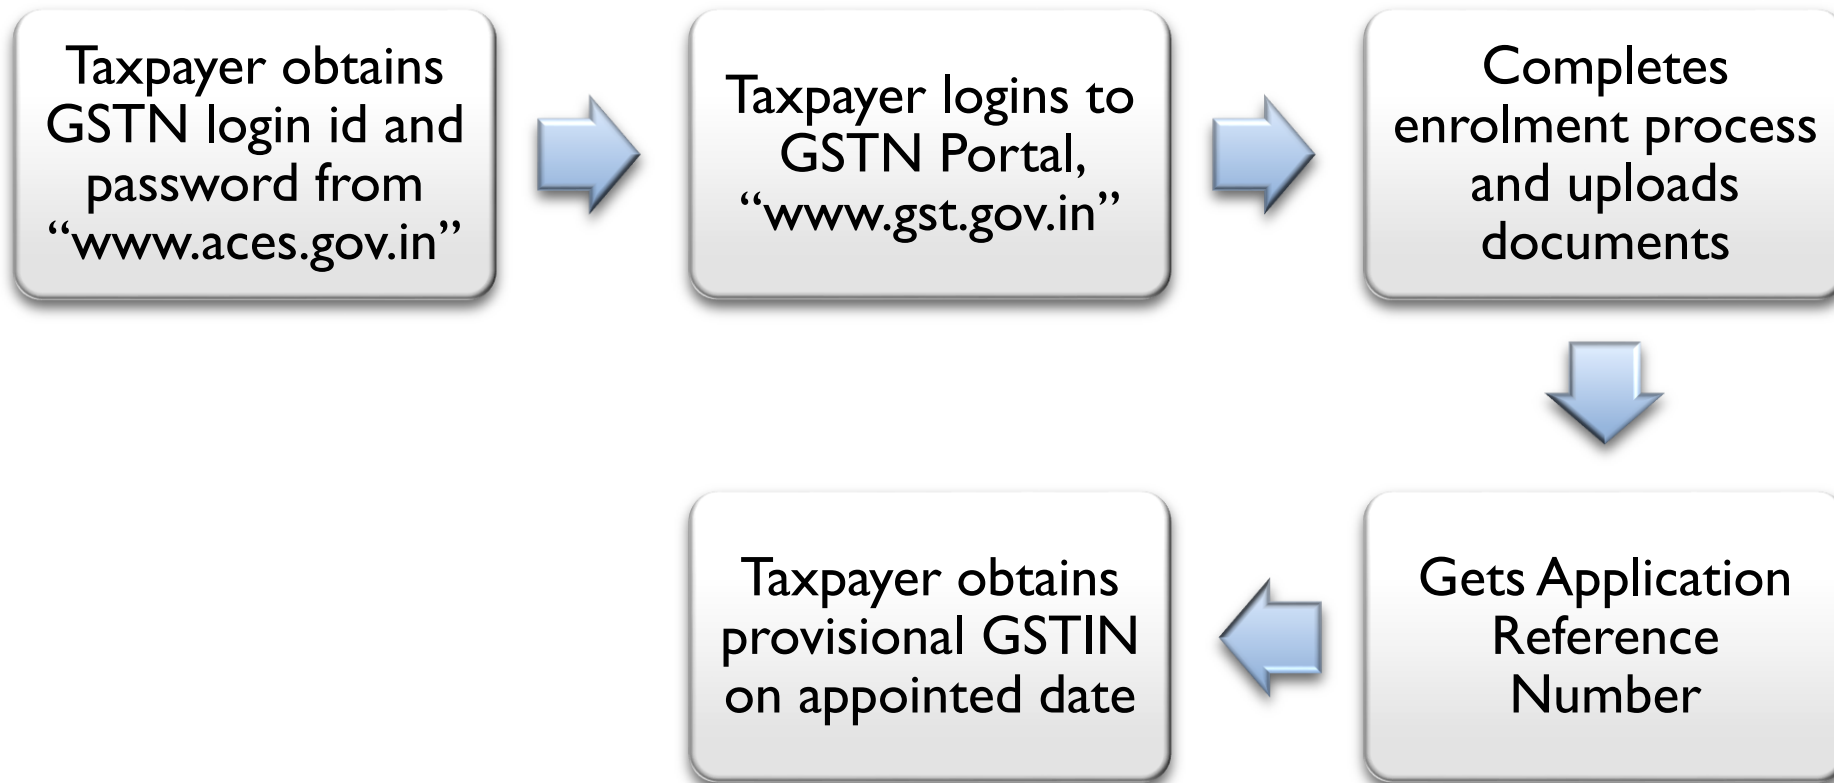 Taxpayer obtains
GSTN login id and
password from
“www.aces.gov.in”
Taxpayer logins to
GSTN Portal,
“www.gst.gov.in”
Completes
enrolment process
and uploads
documents
Gets Application
Reference
Number
Taxpayer obtains
provisional GSTIN
on appointed date